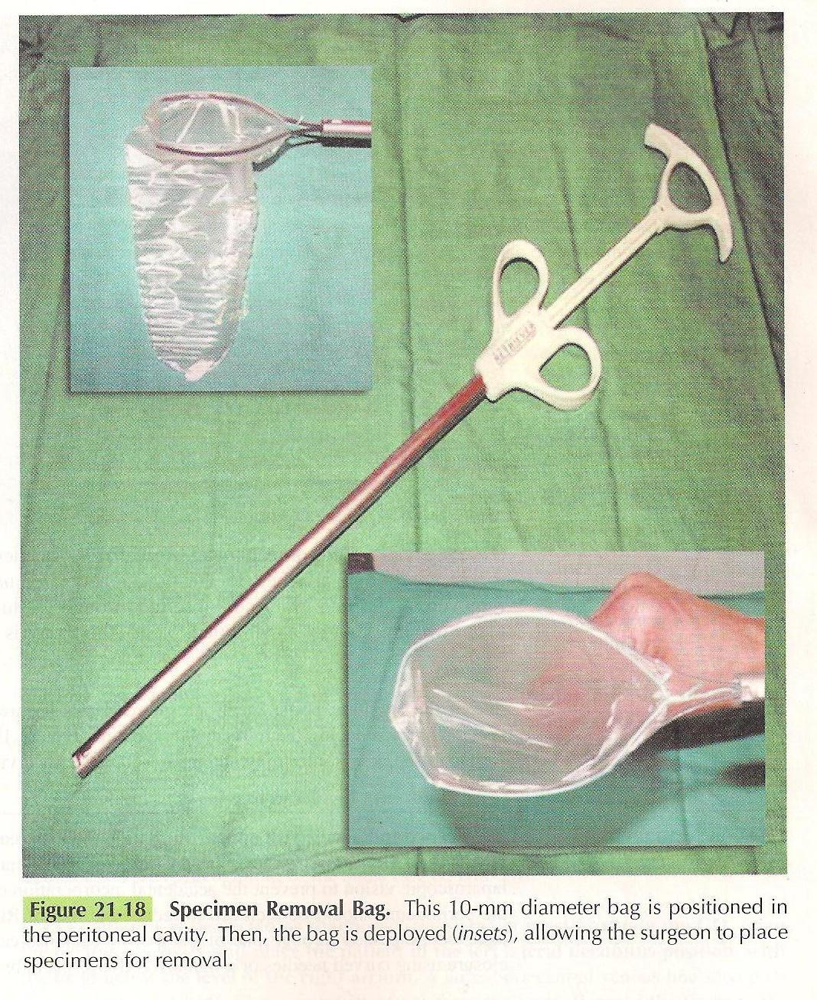 Figure 21.18 Specimen Removal Bag. This 10-mm diameter bag is positioned in
the peritoneal cavity. Then, the bag is deployed (insets), allowing the surgeon to place
specimens for removal.